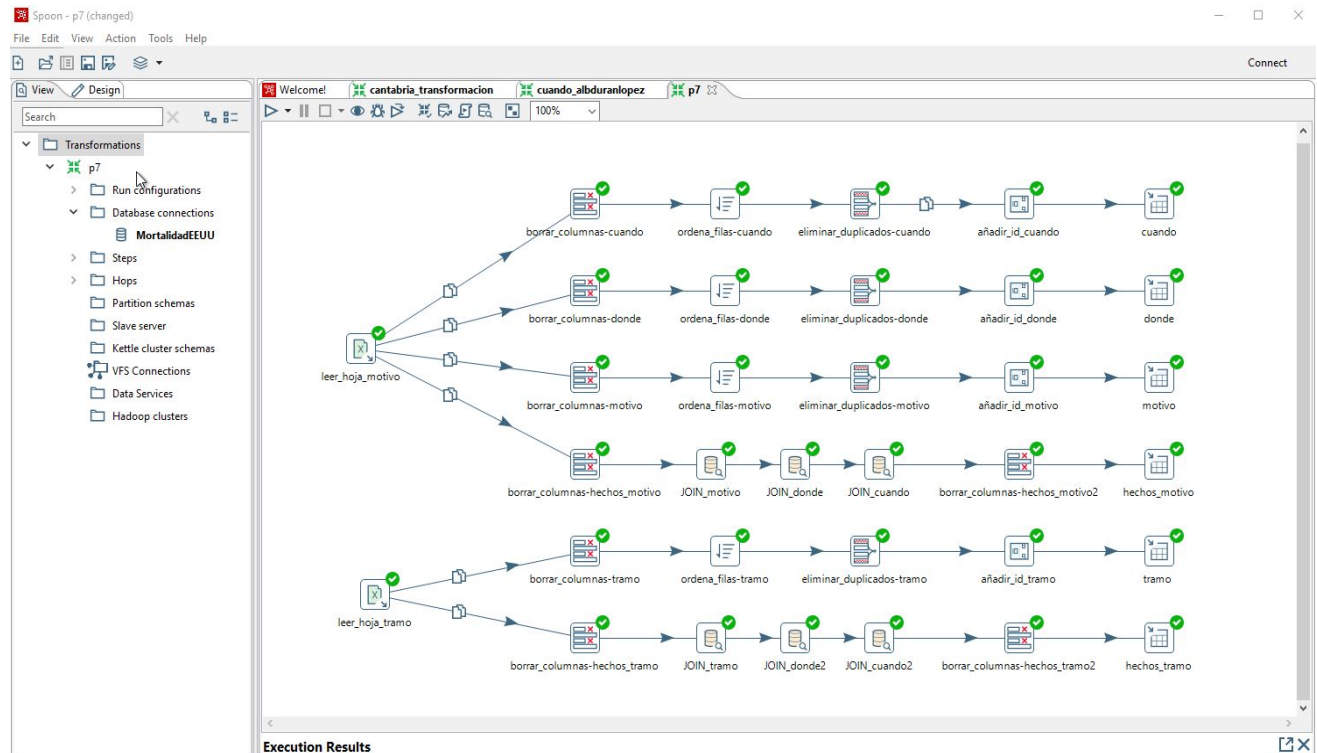 Spoon - p7 (changed)
File Edit View Action Tools Help
Connect
View Design
Search
Transformations
p7
Run configurations
Database connections
MortalidadEEUU
Steps
Hops
Partition schemas
Slave server
Kettle cluster schemas
VFS Connections
Data Services
Hadoop clusters
Welcome! cantabria_transformacion cuando_albduranlopez p7
100%
borrar_columnas-cuando ordena_filas-cuando eliminar_duplicados-cuando añadir_id_cuando cuando
borrar_columnas-donde ordena_filas-donde eliminar_duplicados-donde añadir_id_donde donde
leer_hoja_motivo
borrar_columnas-motivo ordena_filas-motivo eliminar_duplicados-motivo añadir_id_motivo motivo
borrar_columnas-hechos_motivo JOIN_motivo JOIN_donde JOIN_cuando borrar_columnas-hechos_motivo2 hechos_motivo
borrar_columnas-tramo ordena_filas-tramo eliminar_duplicados-tramo añadir_id_tramo tramo
leer_hoja_tramo
borrar_columnas-hechos_tramo JOIN_tramo JOIN_donde2 JOIN_cuando2 borrar_columnas-hechos_tramo2 hechos_tramo
Execution Results